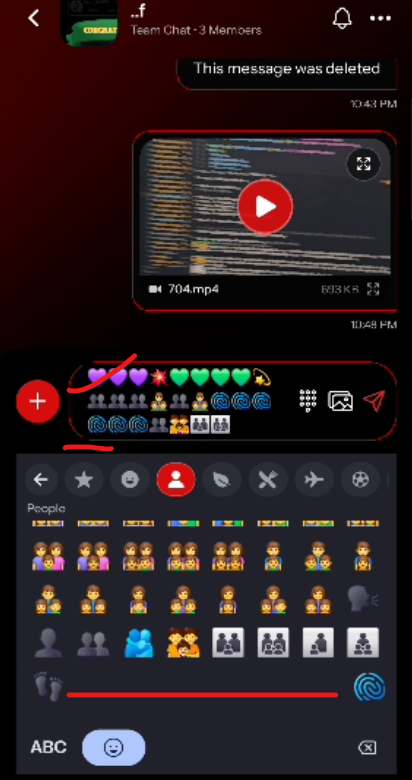 ..f
Team Chat • 3 Members
This message was deleted
10:43 PM
704.mp4
693 KB
10:48 PM
💜💜💜💥💚💚💚💚💫
People
ABC